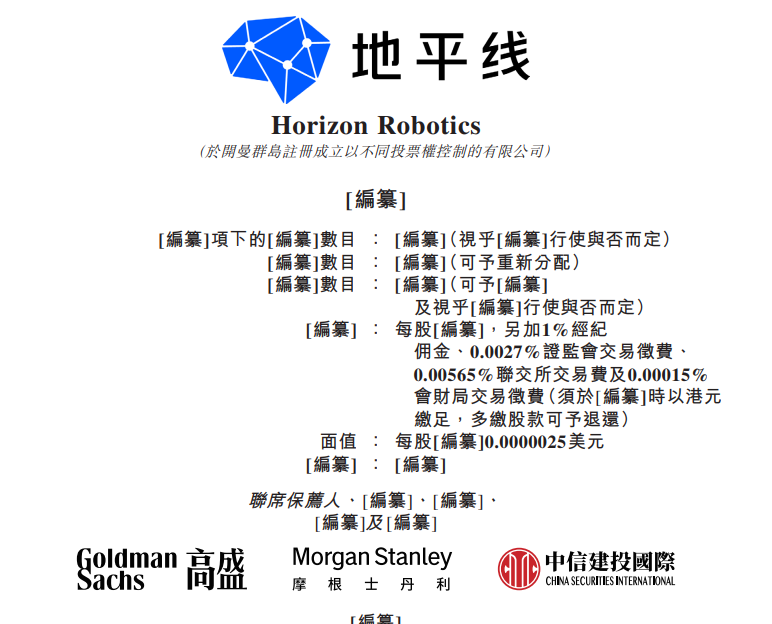 地平线
Horizon Robotics
(於開曼群島註冊成立以不同投票權控制的有限公司)
[編纂]
[編纂]項下的[編纂]數目 : [編纂](視乎[編纂]行使與否而定)
[編纂]數目 : [編纂](可予重新分配)
[編纂]數目 : [編纂](可予[編纂]
及視乎[編纂]行使與否而定)
[編纂] : 每股[編纂],另加1%經紀
佣金、0.0027%證監會交易徵費、
0.00565%聯交所交易費及0.00015%
會財局交易徵費(須於[編纂]時以港元
繳足,多繳股款可予退還)
面值 : 每股[編纂]0.0000025美元
[編纂] : [編纂]
聯席保薦人、[編纂]、[編纂]、
[編纂]及[編纂]
Goldman Sachs 高盛
Morgan Stanley
摩根士丹利
中信建投國際
CHINA SECURITIES INTERNATIONAL
[編纂]